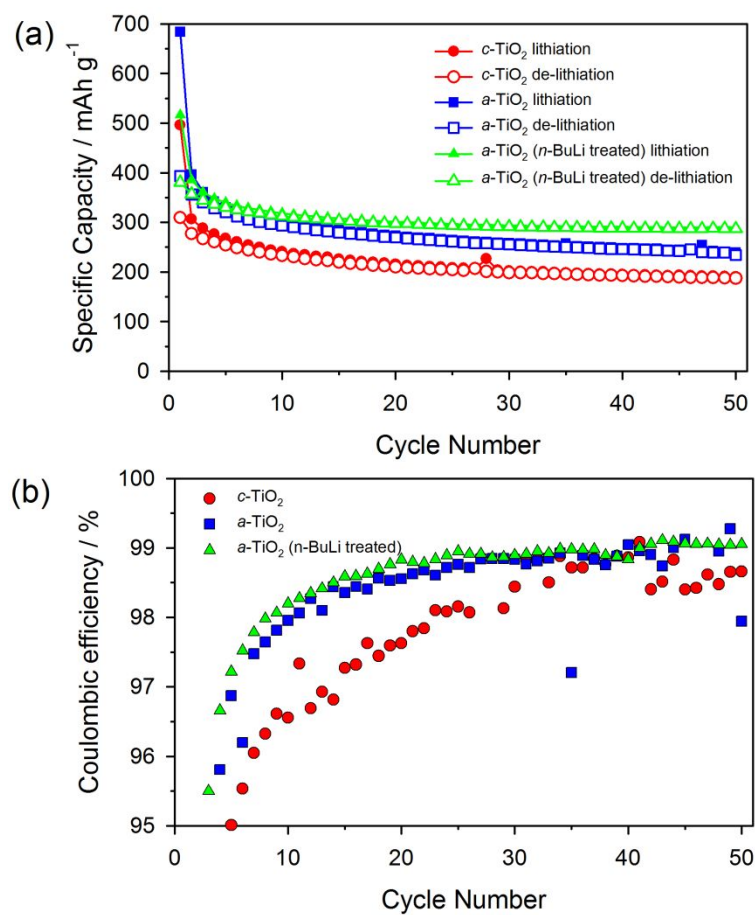 (a)
700
600
500
400
300
200
100
0
Specific Capacity / mAh g⁻¹
c-TiO₂ lithiation
c-TiO₂ de-lithiation
a-TiO₂ lithiation
a-TiO₂ de-lithiation
a-TiO₂ (n-BuLi treated) lithiation
a-TiO₂ (n-BuLi treated) de-lithiation
0 10 20 30 40 50
Cycle Number
(b)
100
99
98
97
96
95
Coulombic efficiency / %
c-TiO₂
a-TiO₂
a-TiO₂ (n-BuLi treated)
0 10 20 30 40 50
Cycle Number